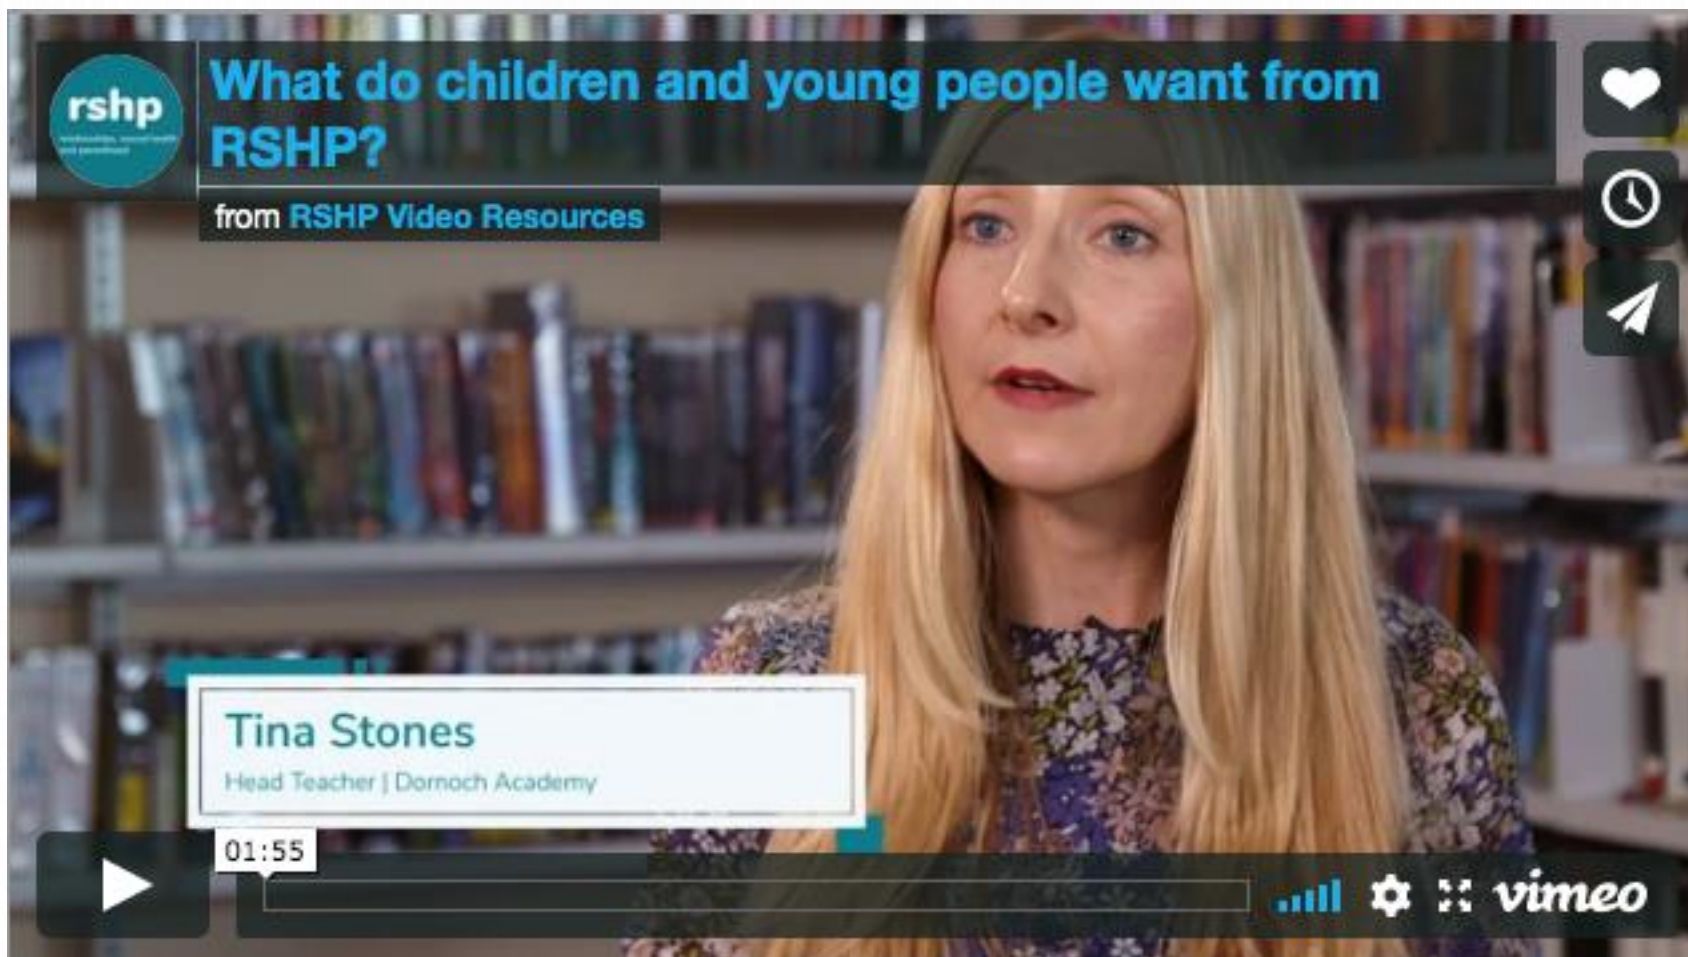 rshp
What do children and young people want from
RSHP?
from RSHP Video Resources
Tina Stones
Head Teacher | Dornoch Academy
01:55
vimeo